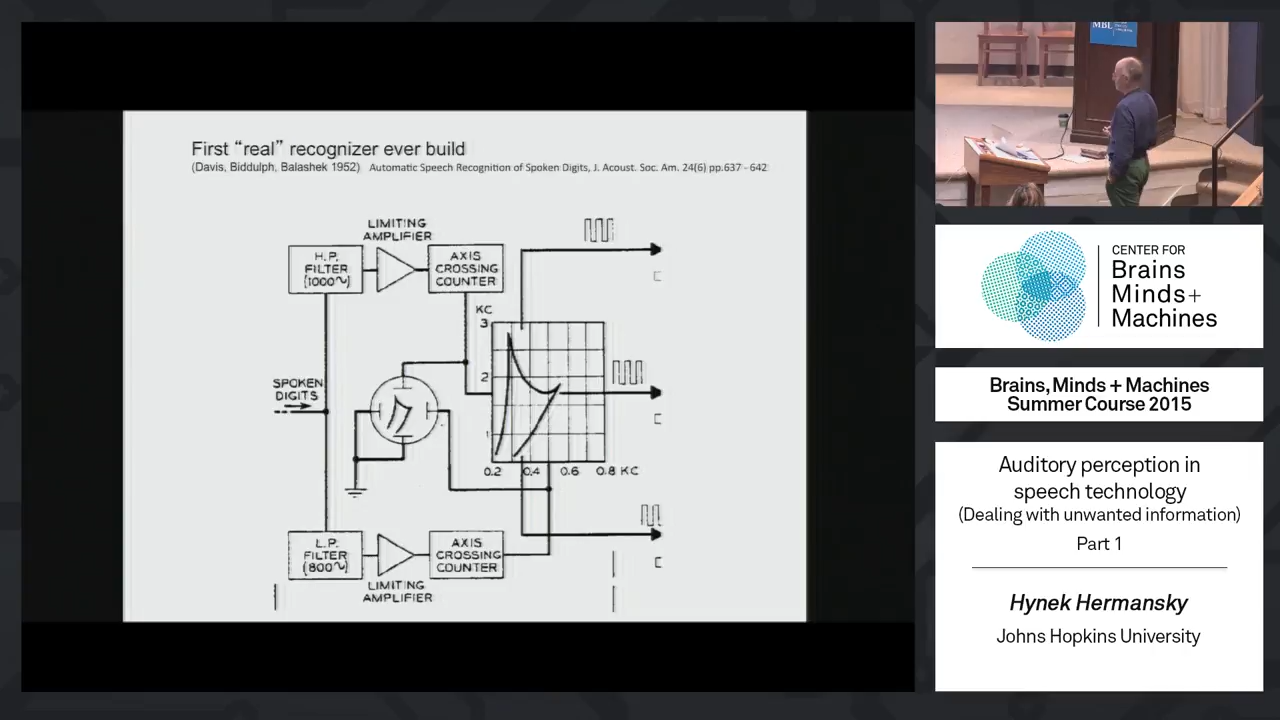 First “real” recognizer ever build
(Davis, Biddulph, Balashek 1952) Automatic Speech Recognition of Spoken Digits, J. Acoust. Soc. Am. 24(6) pp.637 - 642
LIMITING
AMPLIFIER
H.P.
FILTER
(1000~)
AXIS
CROSSING
COUNTER
KC
3
2
1
SPOKEN
DIGITS
0.2 0.4 0.6 0.8 KC
L.P.
FILTER
(800~)
AXIS
CROSSING
COUNTER
LIMITING
AMPLIFIER
MBL
CENTER FOR
Brains
Minds+
Machines
Brains, Minds + Machines
Summer Course 2015
Auditory perception in
speech technology
(Dealing with unwanted information)
Part 1
Hynek Hermansky
Johns Hopkins University